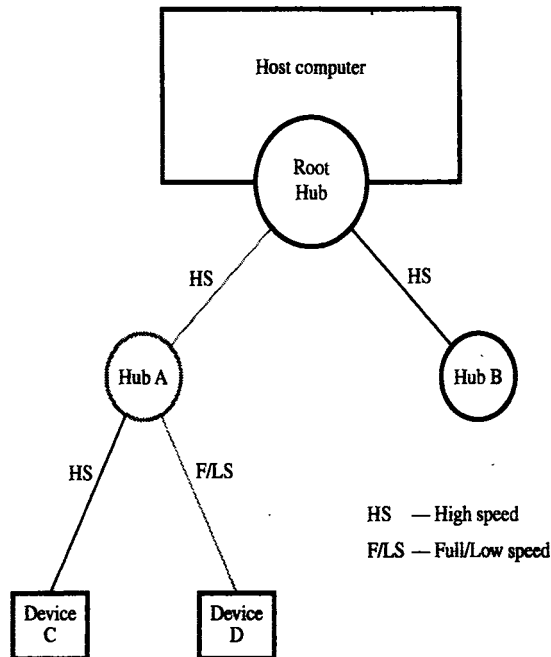 Host computer
Root
Hub
HS
HS
Hub A
Hub B
HS
F/LS
HS — High speed
F/LS — Full/Low speed
Device
C
Device
D